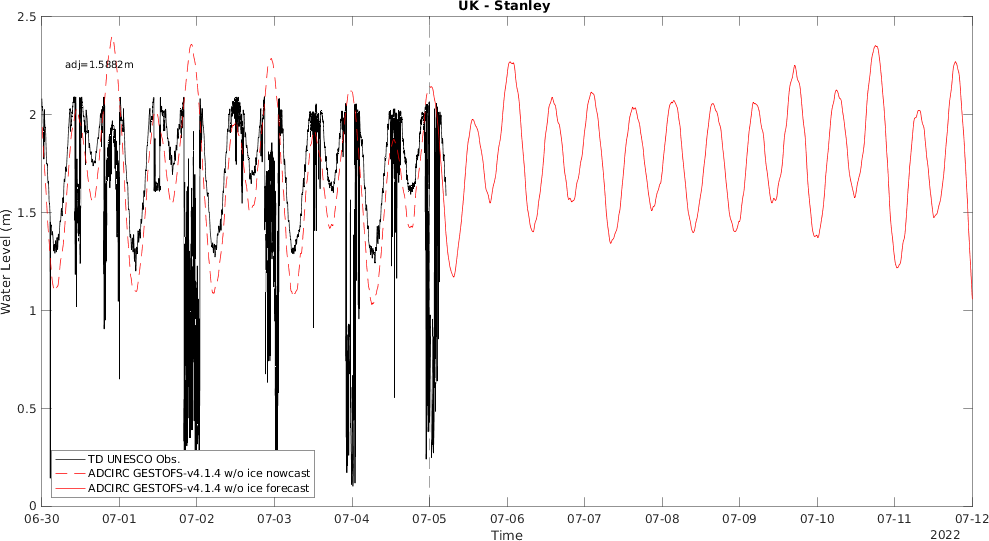 UK - Stanley
2.5
adj=1.5882m
2
1.5
1
0.5
0
Water Level (m)
TD UNESCO Obs.
ADCIRC GESTOFS-v4.1.4 w/o ice nowcast
ADCIRC GESTOFS-v4.1.4 w/o ice forecast
06-30 07-01 07-02 07-03 07-04 07-05 07-06 07-07 07-08 07-09 07-10 07-11 07-12
Time
2022